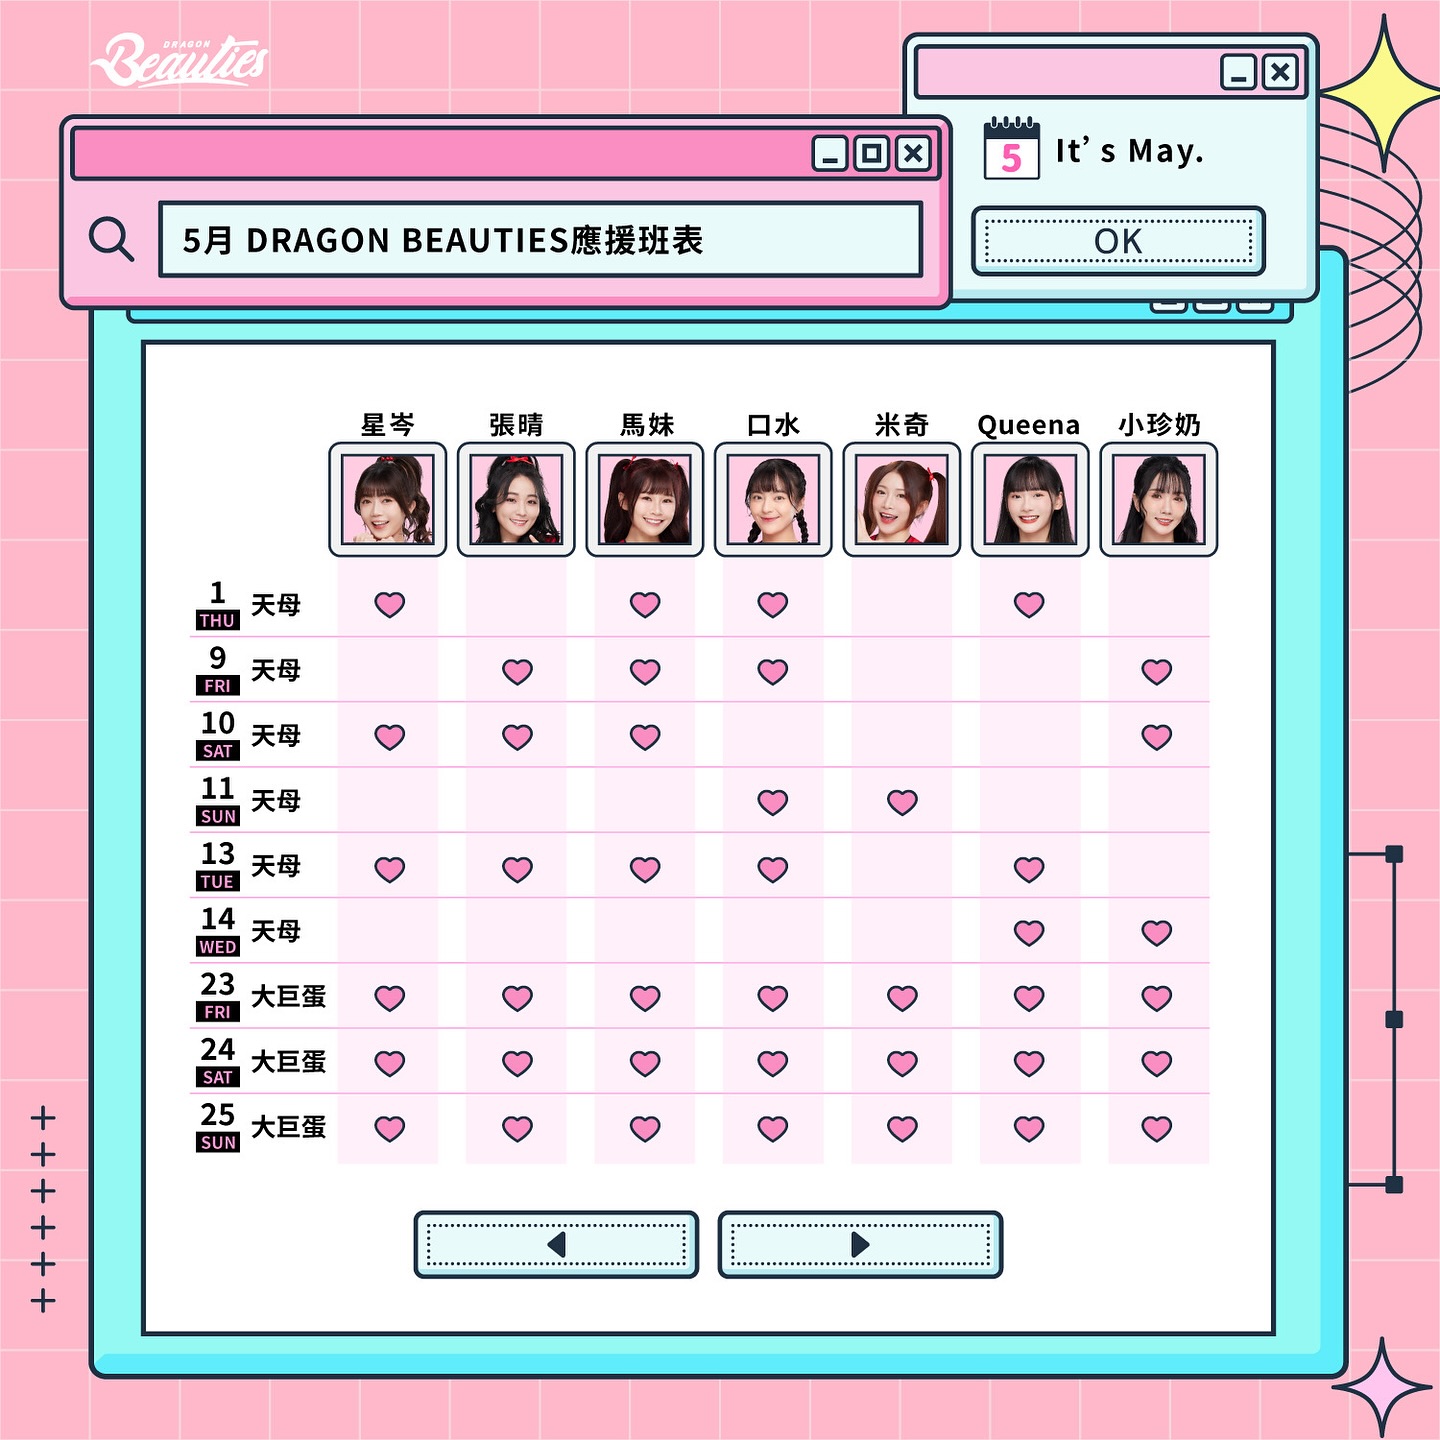 DRAGON
Beauties
5
It's May.
OK
5月 DRAGON BEAUTIES應援班表
星岑 張晴 馬妹 口水 米奇 Queena 小珍奶
1 THU 天母
9 FRI 天母
10 SAT 天母
11 SUN 天母
13 TUE 天母
14 WED 天母
23 FRI 大巨蛋
24 SAT 大巨蛋
25 SUN 大巨蛋